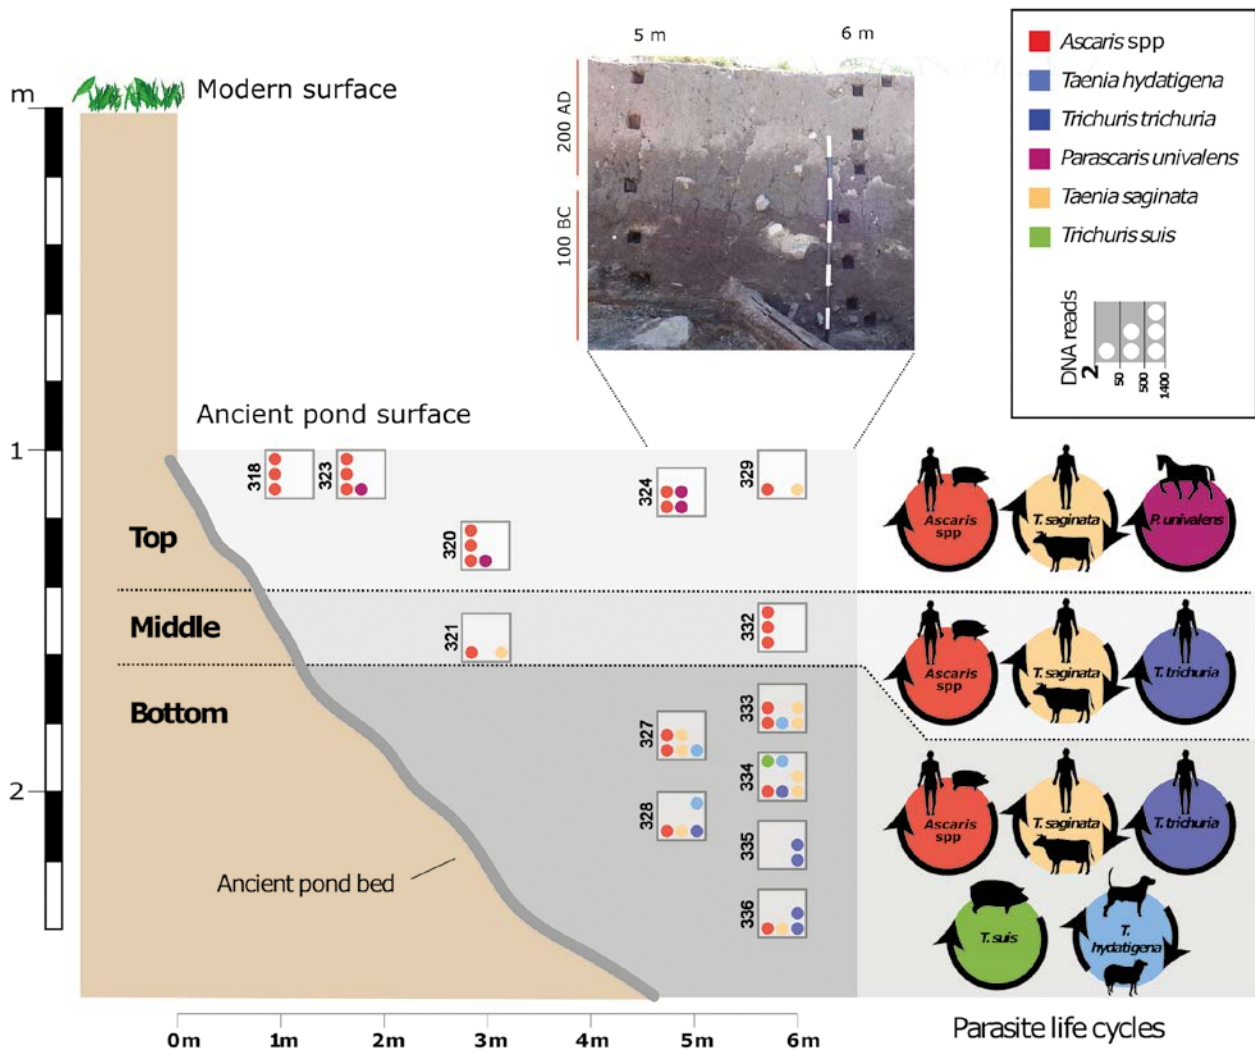 5 m
6 m
m
Modern surface
200 AD
100 BC
Ascaris spp
Taenia hydatigena
Trichuris trichuria
Parascaris univalens
Taenia saginata
Trichuris suis
DNA reads
2
50
500
1400
Ancient pond surface
1
318
323
324
329
320
Top
Ascaris
spp
T. saginata
P. univalens
Middle
321
332
Ascaris
spp
T. saginata
T. trichuria
Bottom
327
333
334
328
335
336
2
Ascaris
spp
T. saginata
T. trichuria
Ancient pond bed
T. suis
T.
hydatigena
0m
1m
2m
3m
4m
5m
6m
Parasite life cycles